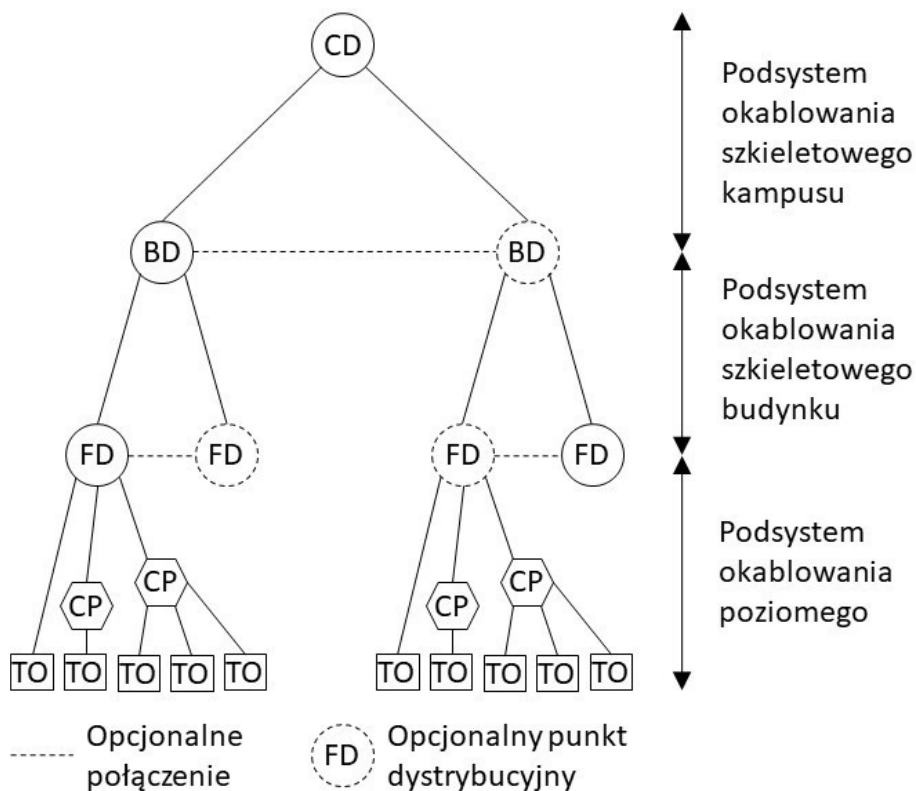 CD
Podsystem
okablowania
szkieletowego
kampusu
BD
BD
Podsystem
okablowania
szkieletowego
budynku
FD
FD
FD
FD
Podsystem
okablowania
poziomego
CP
CP
CP
CP
TO
TO
TO
TO
TO
TO
TO
TO
TO
TO
Opcjonalne
połączenie
FD
Opcjonalny punkt
dystrybucyjny